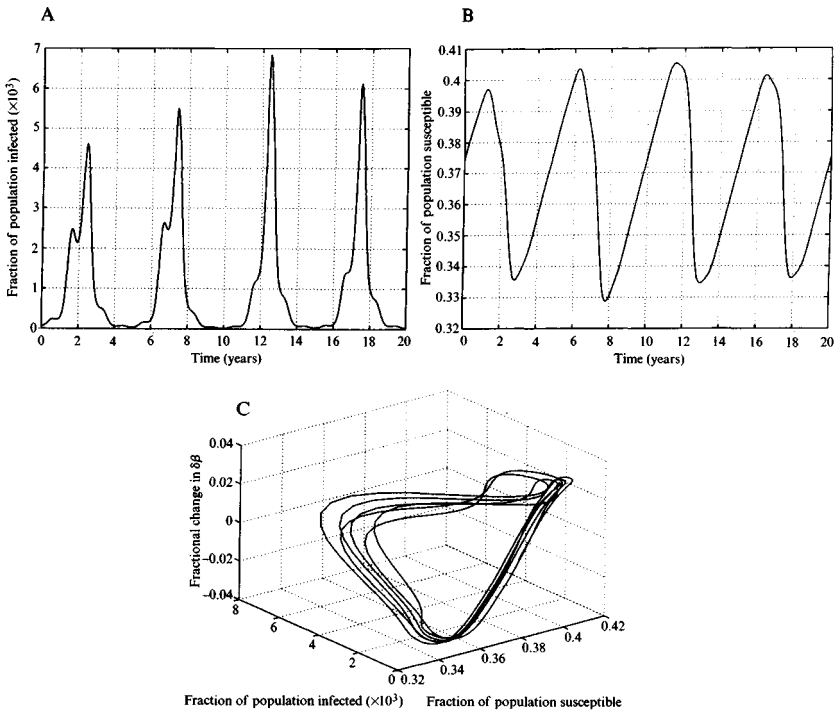 A
Fraction of population infected (×10³)
7
6
5
4
3
2
1
0
0 2 4 6 8 10 12 14 16 18 20
Time (years)
B
Fraction of population susceptible
0.41
0.4
0.39
0.38
0.37
0.36
0.35
0.34
0.33
0.32
0 2 4 6 8 10 12 14 16 18 20
Time (years)
C
Fractional change in δβ
0.04
0.02
0
−0.02
−0.04
8
6
4
2
0
0.32
0.34
0.36
0.38
0.4
0.42
Fraction of population infected (×10³)
Fraction of population susceptible